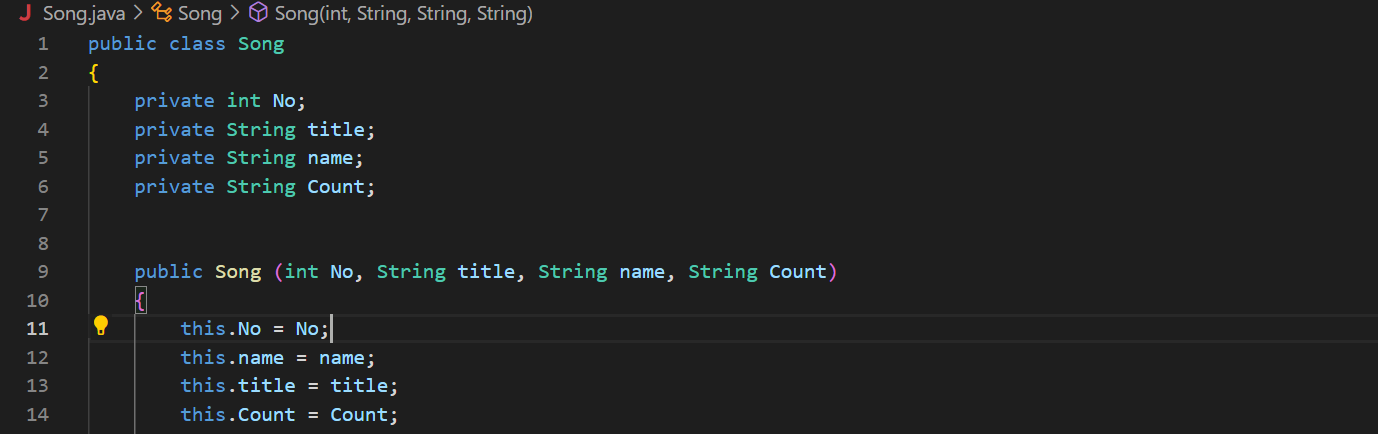 Song.java > Song > Song(int, String, String, String)
1 public class Song
2 {
3 private int No;
4 private String title;
5 private String name;
6 private String Count;
7
8
9 public Song (int No, String title, String name, String Count)
10 {
11 this.No = No;
12 this.name = name;
13 this.title = title;
14 this.Count = Count;